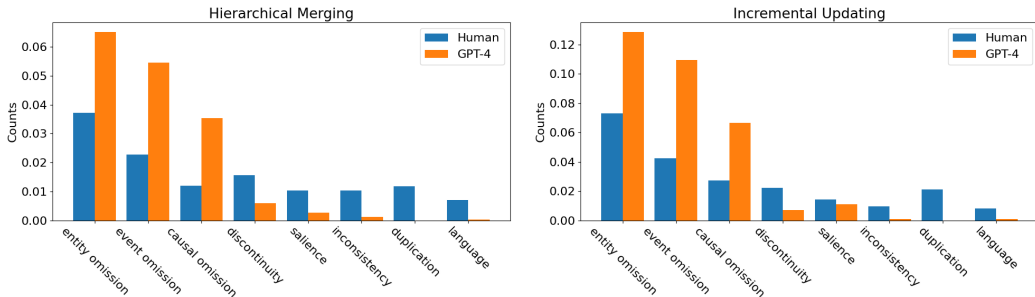 Hierarchical Merging
Human
GPT-4
Counts
0.06
0.05
0.04
0.03
0.02
0.01
0.00
entity omission
event omission
causal omission
discontinuity
salience
inconsistency
duplication
language
Incremental Updating
Human
GPT-4
Counts
0.12
0.10
0.08
0.06
0.04
0.02
0.00
entity omission
event omission
causal omission
discontinuity
salience
inconsistency
duplication
language